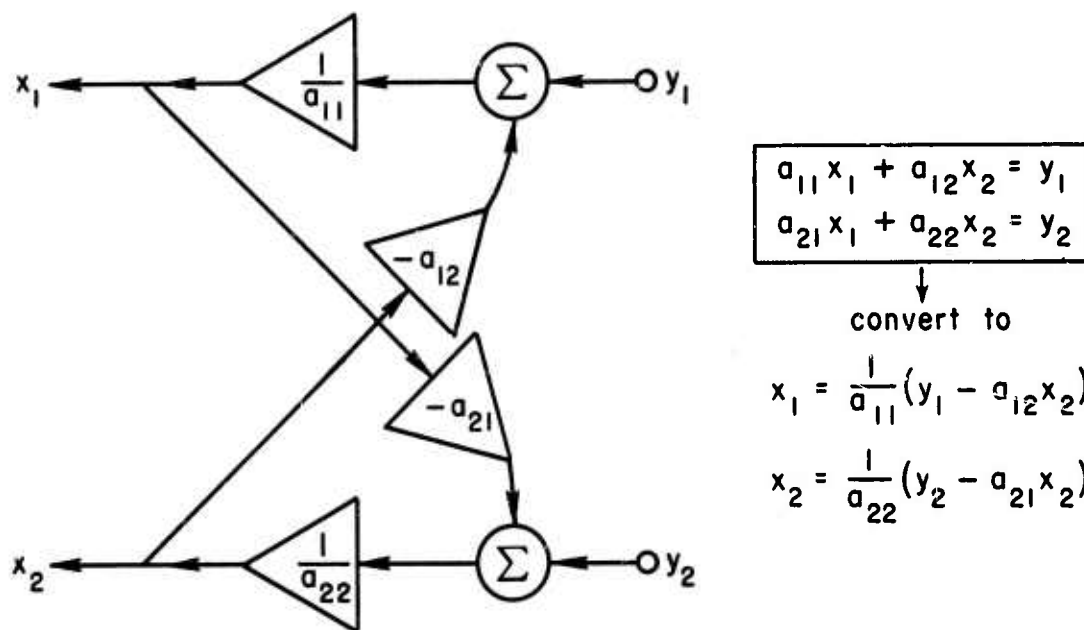 x₁
1/a₁₁
Σ
y₁
−a₁₂
−a₂₁
x₂
1/a₂₂
Σ
y₂
a₁₁x₁ + a₁₂x₂ = y₁
a₂₁x₁ + a₂₂x₂ = y₂
convert to
x₁ = 1/a₁₁ (y₁ − a₁₂x₂)
x₂ = 1/a₂₂ (y₂ − a₂₁x₂)